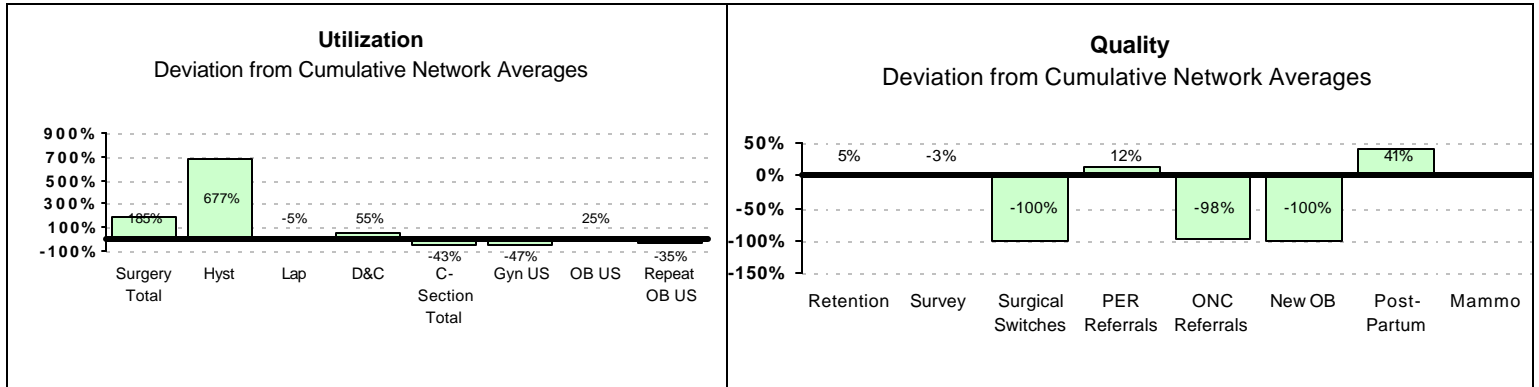 Utilization
Deviation from Cumulative Network Averages
900%
700%
500%
300%
100%
-100%
185%
677%
-5%
55%
-43%
-47%
25%
-35%
Surgery
Total
Hyst
Lap
D&C
C-
Section
Total
Gyn US
OB US
Repeat
OB US
Quality
Deviation from Cumulative Network Averages
50%
0%
-50%
-100%
-150%
5%
-3%
-100%
12%
-98%
-100%
41%
Retention
Survey
Surgical
Switches
PER
Referrals
ONC
Referrals
New OB
Post-
Partum
Mammo